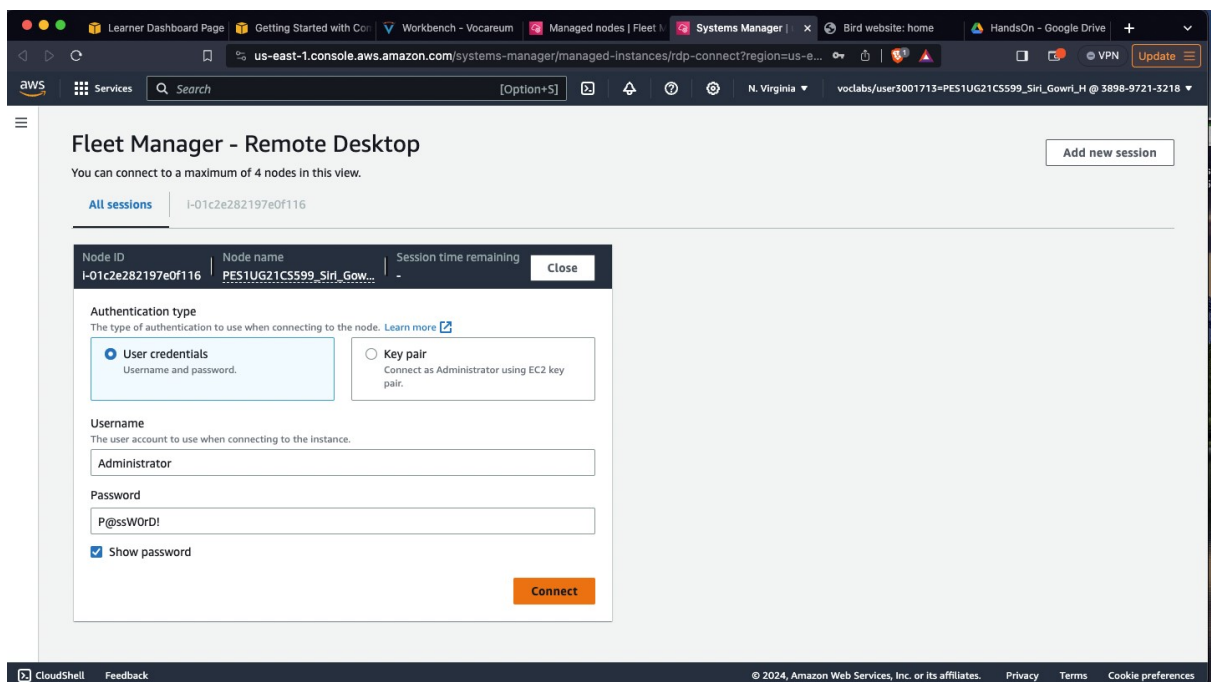 Learner Dashboard Page Getting Started with Con Workbench - Vocareum Managed nodes | Fleet M Systems Manager | Bird website: home HandsOn - Google Drive
us-east-1.console.aws.amazon.com/systems-manager/managed-instances/rdp-connect?region=us-e... VPN Update
aws Services Search [Option+S] N. Virginia ▼ voclabs/user3001713=PES1UG21CS599_Siri_Gowri_H @ 3898-9721-3218 ▼
Fleet Manager - Remote Desktop
Add new session
You can connect to a maximum of 4 nodes in this view.
All sessions i-01c2e282197e0f116
Node ID Node name Session time remaining
i-01c2e282197e0f116 PES1UG21CS599_Siri_Gow... - Close
Authentication type
The type of authentication to use when connecting to the node. Learn more
User credentials Key pair
Username and password. Connect as Administrator using EC2 key
pair.
Username
The user account to use when connecting to the instance.
Administrator
Password
P@ssW0rD!
Show password
Connect
CloudShell Feedback © 2024, Amazon Web Services, Inc. or its affiliates. Privacy Terms Cookie preferences